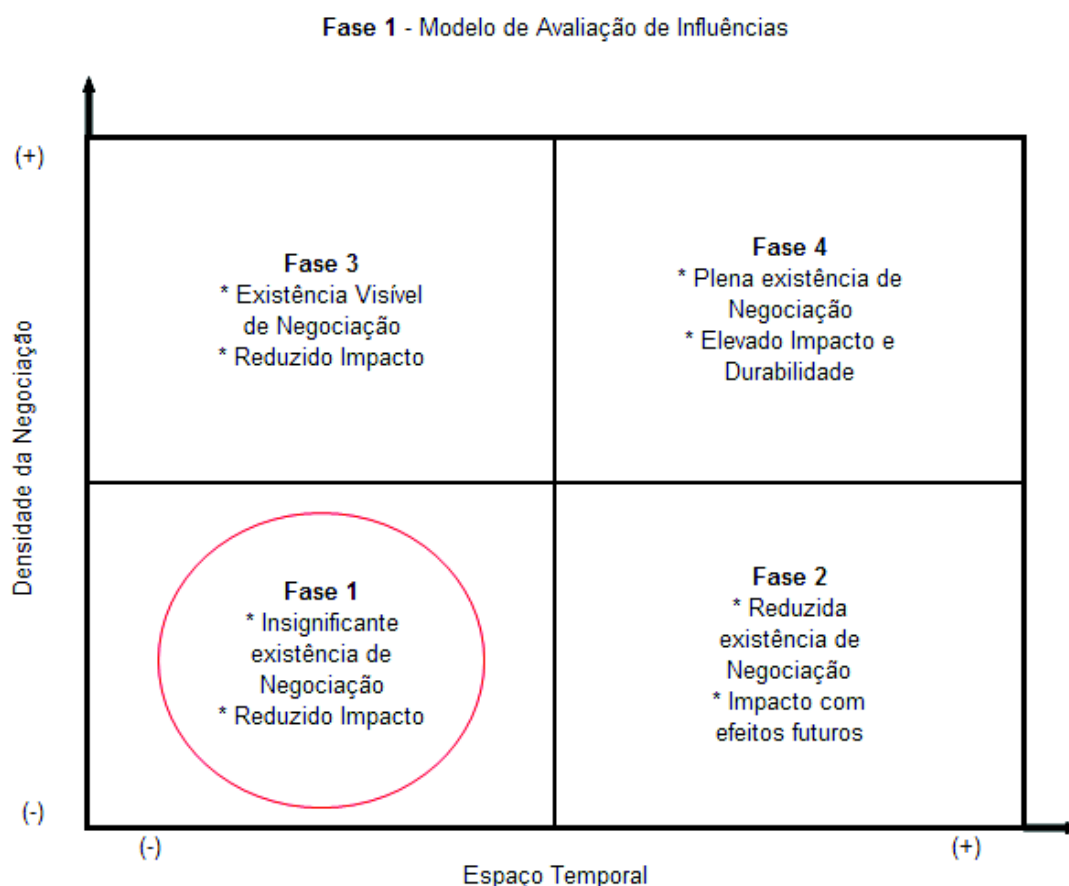 Fase 1 - Modelo de Avaliação de Influências
(+)
Densidade da Negociação
(-)
Fase 3
* Existência Visível
de Negociação
* Reduzido Impacto
Fase 4
* Plena existência de
Negociação
* Elevado Impacto e
Durabilidade
Fase 1
* Insignificante
existência de
Negociação
* Reduzido Impacto
Fase 2
* Reduzida
existência de
Negociação
* Impacto com
efeitos futuros
(-)
(+)
Espaço Temporal